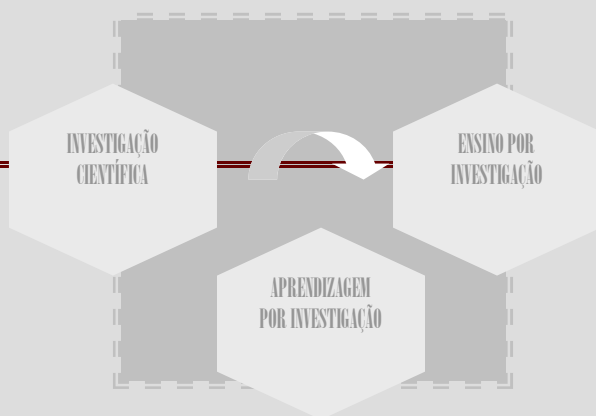 INVESTIGAÇÃO
CIENTÍFICA
ENSINO POR
INVESTIGAÇÃO
APRENDIZAGEM
POR INVESTIGAÇÃO